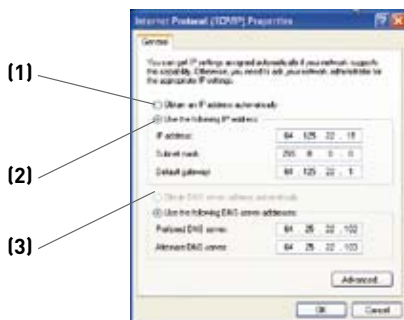 Internet Protocol (TCP/IP) Properties
General
You can get IP settings assigned automatically if your network supports
this capability. Otherwise, you need to ask your network administrator for
the appropriate IP settings.
(1)
Obtain an IP address automatically
Use the following IP address:
(2)
IP address: 64 . 125 . 22 . 15
Subnet mask: 255 . 0 . 0 . 0
Default gateway: 64 . 125 . 22 . 1
Obtain DNS server address automatically
(3)
Use the following DNS server addresses:
Preferred DNS server: 64 . 25 . 22 . 102
Alternate DNS server: 64 . 25 . 22 . 103
Advanced...
OK Cancel